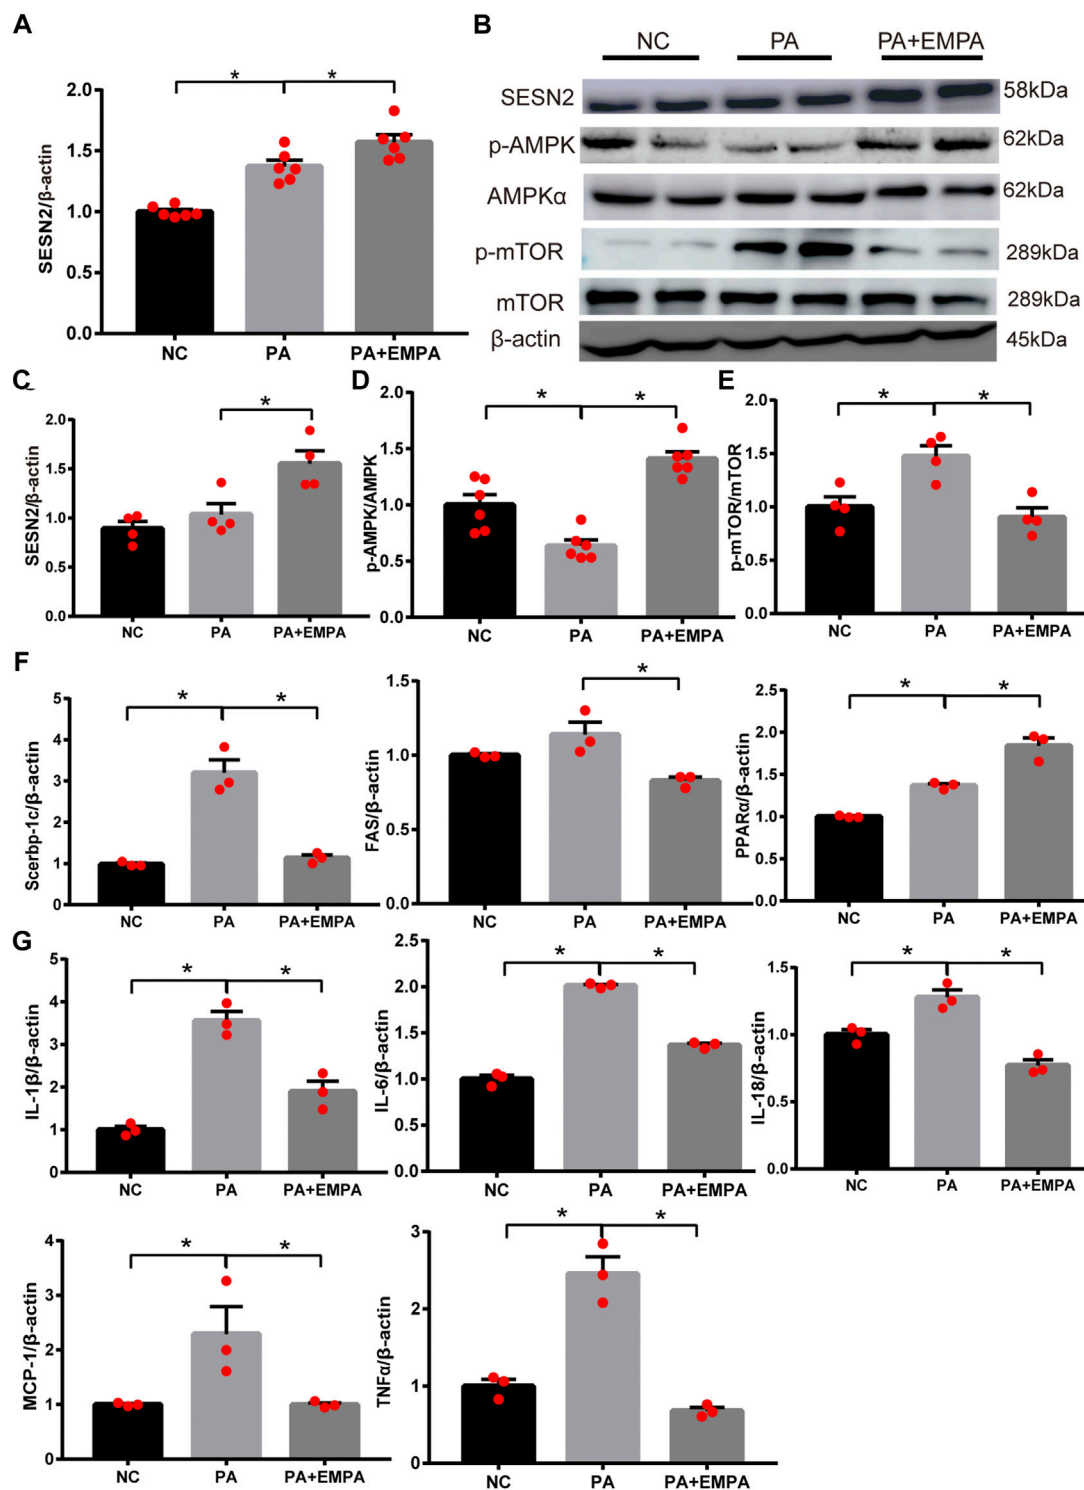 A
SESN2/β-actin
2.0
1.5
1.0
1.5
0.0
* *
NC PA PA+EMPA
B
NC PA PA+EMPA
SESN2 58kDa
p-AMPK 62kDa
AMPKα 62kDa
p-mTOR 289kDa
mTOR 289kDa
β-actin 45kDa
C
SESN2/β-actin
2.0
1.5
1.0
0.5
0.0
*
NC PA PA+EMPA
D
p-AMPK/AMPK
2.0
1.5
1.0
0.5
0.0
* *
NC PA PA+EMPA
E
p-mTOR/mTOR
2.0
1.5
1.0
0.5
0.0
* *
NC PA PA+EMPA
F
Scerbp-1c/β-actin
5
4
3
2
1
0
* *
NC PA PA+EMPA
FAS/β-actin
1.5
1.0
0.5
0.0
*
NC PA PA+EMPA
PPARα/β-actin
2.5
2.0
1.5
1.0
0.5
0.0
* *
NC PA PA+EMPA
G
IL-1β/β-actin
5
4
3
2
1
0
* *
NC PA PA+EMPA
IL-6/β-actin
2.5
2.0
1.5
1.0
0.5
0.0
* *
NC PA PA+EMPA
IL-18/β-actin
1.5
1.0
0.5
0.0
* *
NC PA PA+EMPA
MCP-1/β-actin
4
3
2
1
0
* *
NC PA PA+EMPA
TNFα/β-actin
3
2
1
0
* *
NC PA PA+EMPA